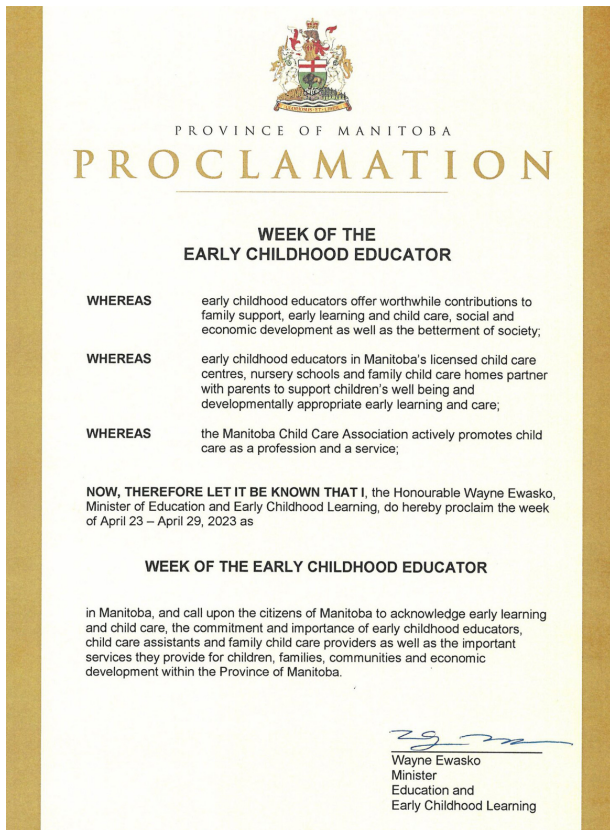 PROVINCE OF MANITOBA
PROCLAMATION
WEEK OF THE
EARLY CHILDHOOD EDUCATOR
WHEREAS early childhood educators offer worthwhile contributions to
family support, early learning and child care, social and
economic development as well as the betterment of society;
WHEREAS early childhood educators in Manitoba's licensed child care
centres, nursery schools and family child care homes partner
with parents to support children's well being and
developmentally appropriate early learning and care;
WHEREAS the Manitoba Child Care Association actively promotes child
care as a profession and a service;
NOW, THEREFORE LET IT BE KNOWN THAT I, the Honourable Wayne Ewasko,
Minister of Education and Early Childhood Learning, do hereby proclaim the week
of April 23 – April 29, 2023 as
WEEK OF THE EARLY CHILDHOOD EDUCATOR
in Manitoba, and call upon the citizens of Manitoba to acknowledge early learning
and child care, the commitment and importance of early childhood educators,
child care assistants and family child care providers as well as the important
services they provide for children, families, communities and economic
development within the Province of Manitoba.
Wayne Ewasko
Minister
Education and
Early Childhood Learning